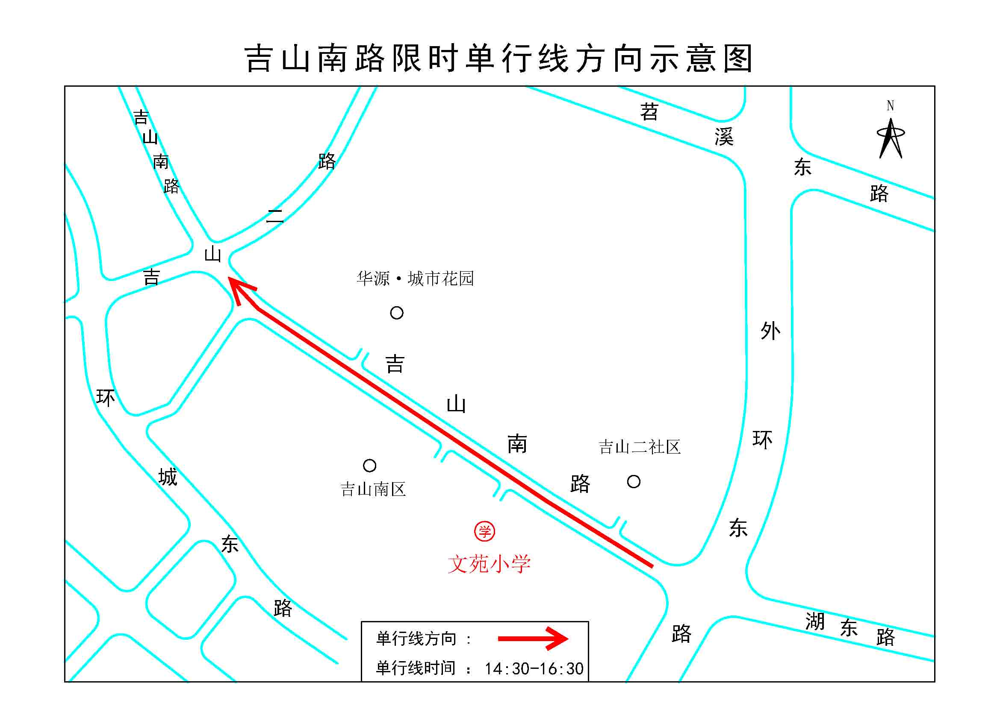 吉山南路限时单行线方向示意图
N
吉山南路
吉山二路
苕溪东路
华源·城市花园
吉山南路
外环东路
吉山二社区
吉山南区
环城东路
学
文苑小学
湖东路
单行线方向 :
单行线时间 : 14:30-16:30